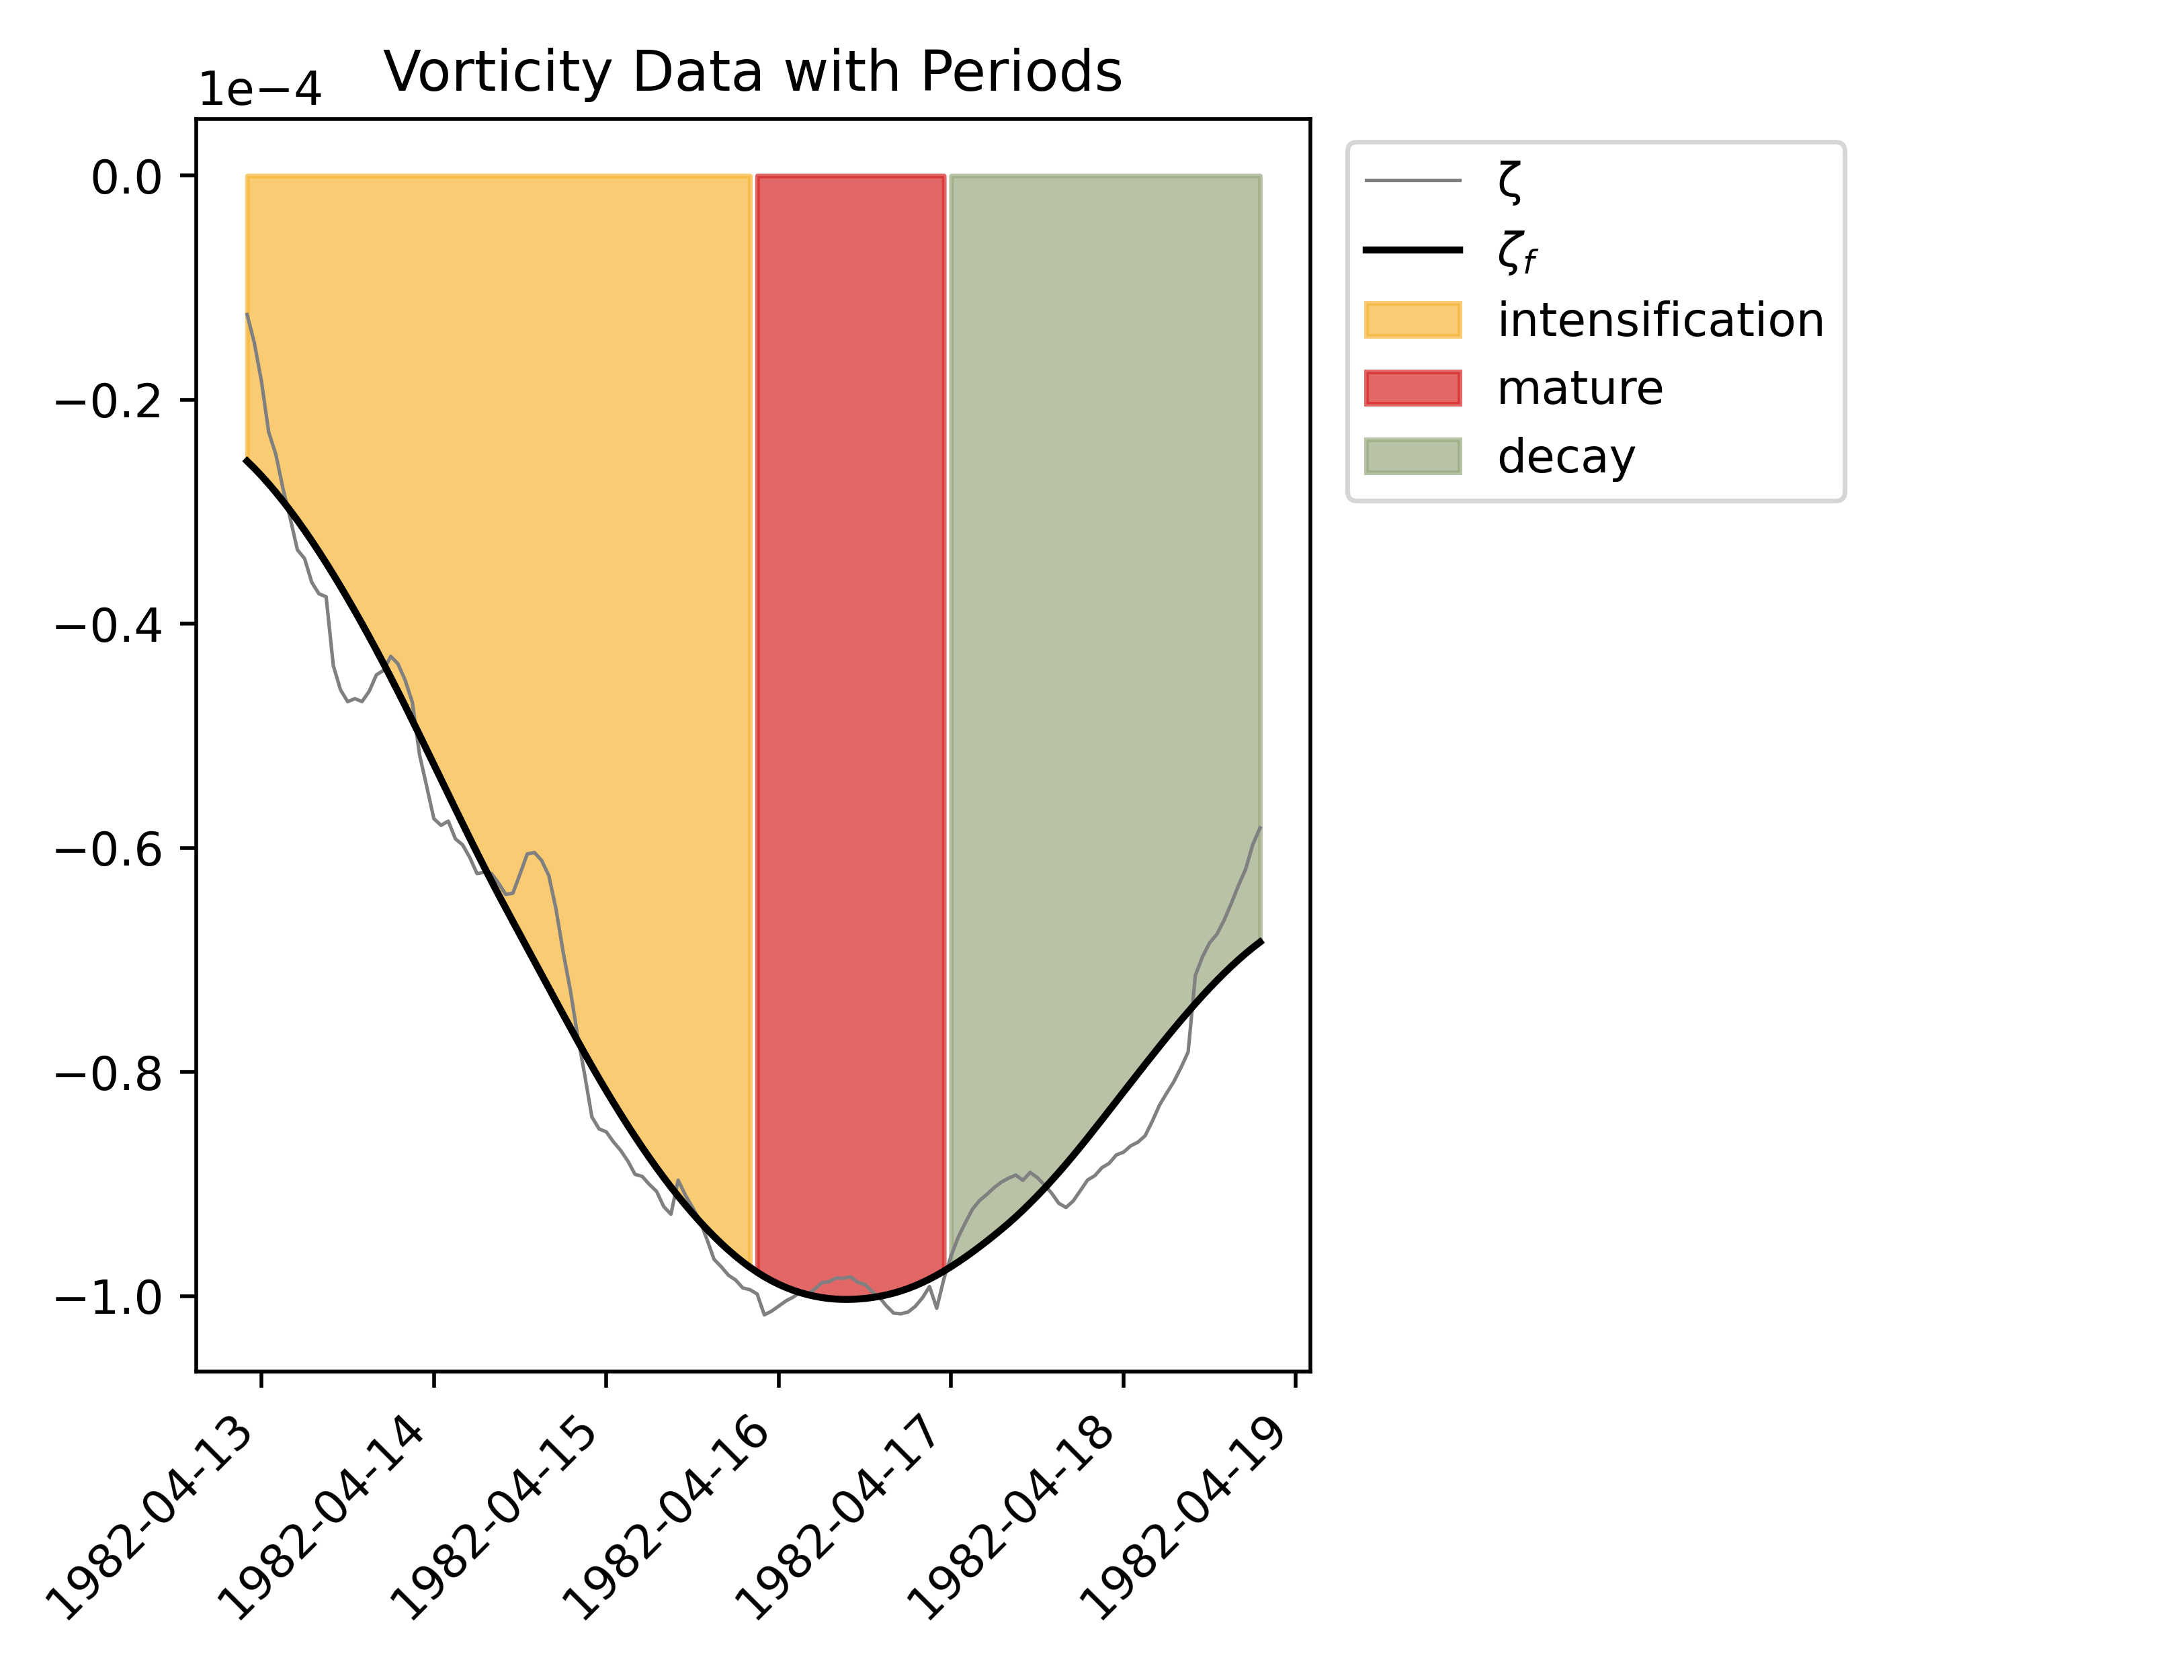 Vorticity Data with Periods
1e−4
0.0
−0.2
−0.4
−0.6
−0.8
−1.0
1982-04-13
1982-04-14
1982-04-15
1982-04-16
1982-04-17
1982-04-18
1982-04-19
ζ
ζf
intensification
mature
decay